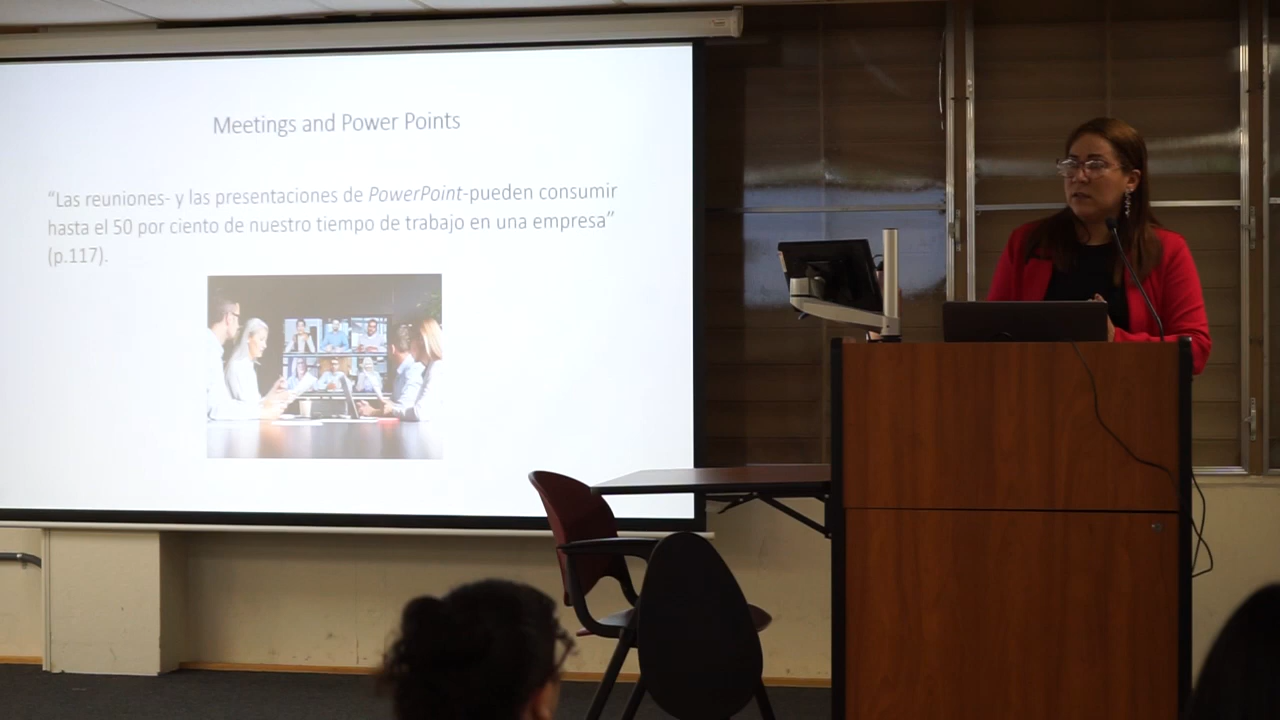 Meetings and Power Points
“Las reuniones- y las presentaciones de PowerPoint-pueden consumir
hasta el 50 por ciento de nuestro tiempo de trabajo en una empresa”
(p.117).